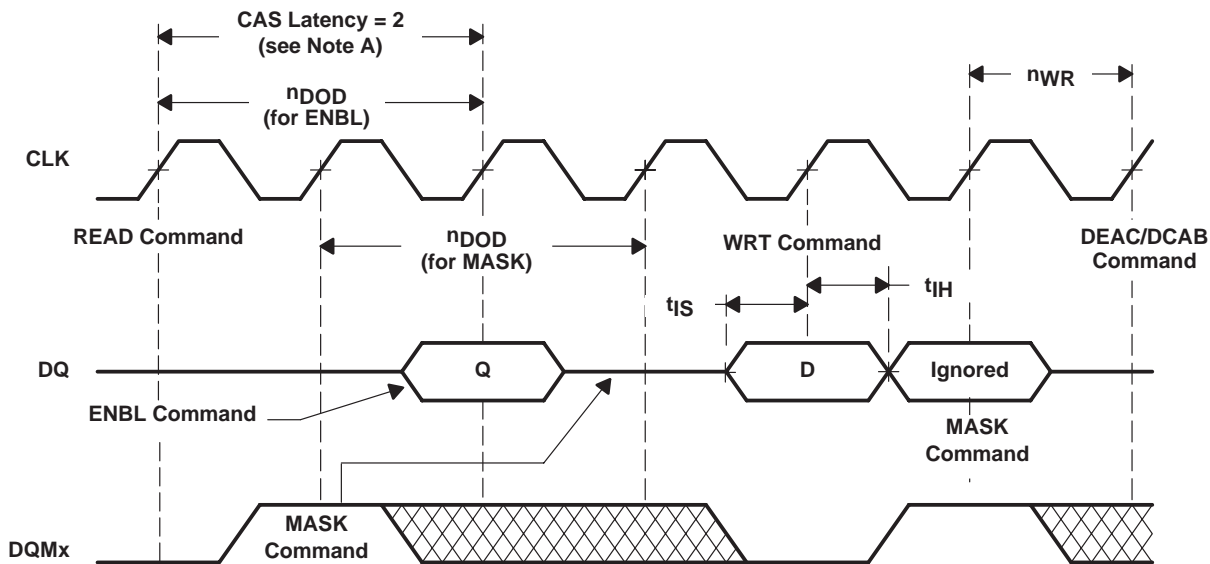 CAS Latency = 2
(see Note A)
nDOD
(for ENBL)
nWR
CLK
READ Command
nDOD
(for MASK)
WRT Command
DEAC/DCAB
Command
tIS
tIH
DQ
Q
D
Ignored
ENBL Command
MASK
Command
MASK
Command
DQMx